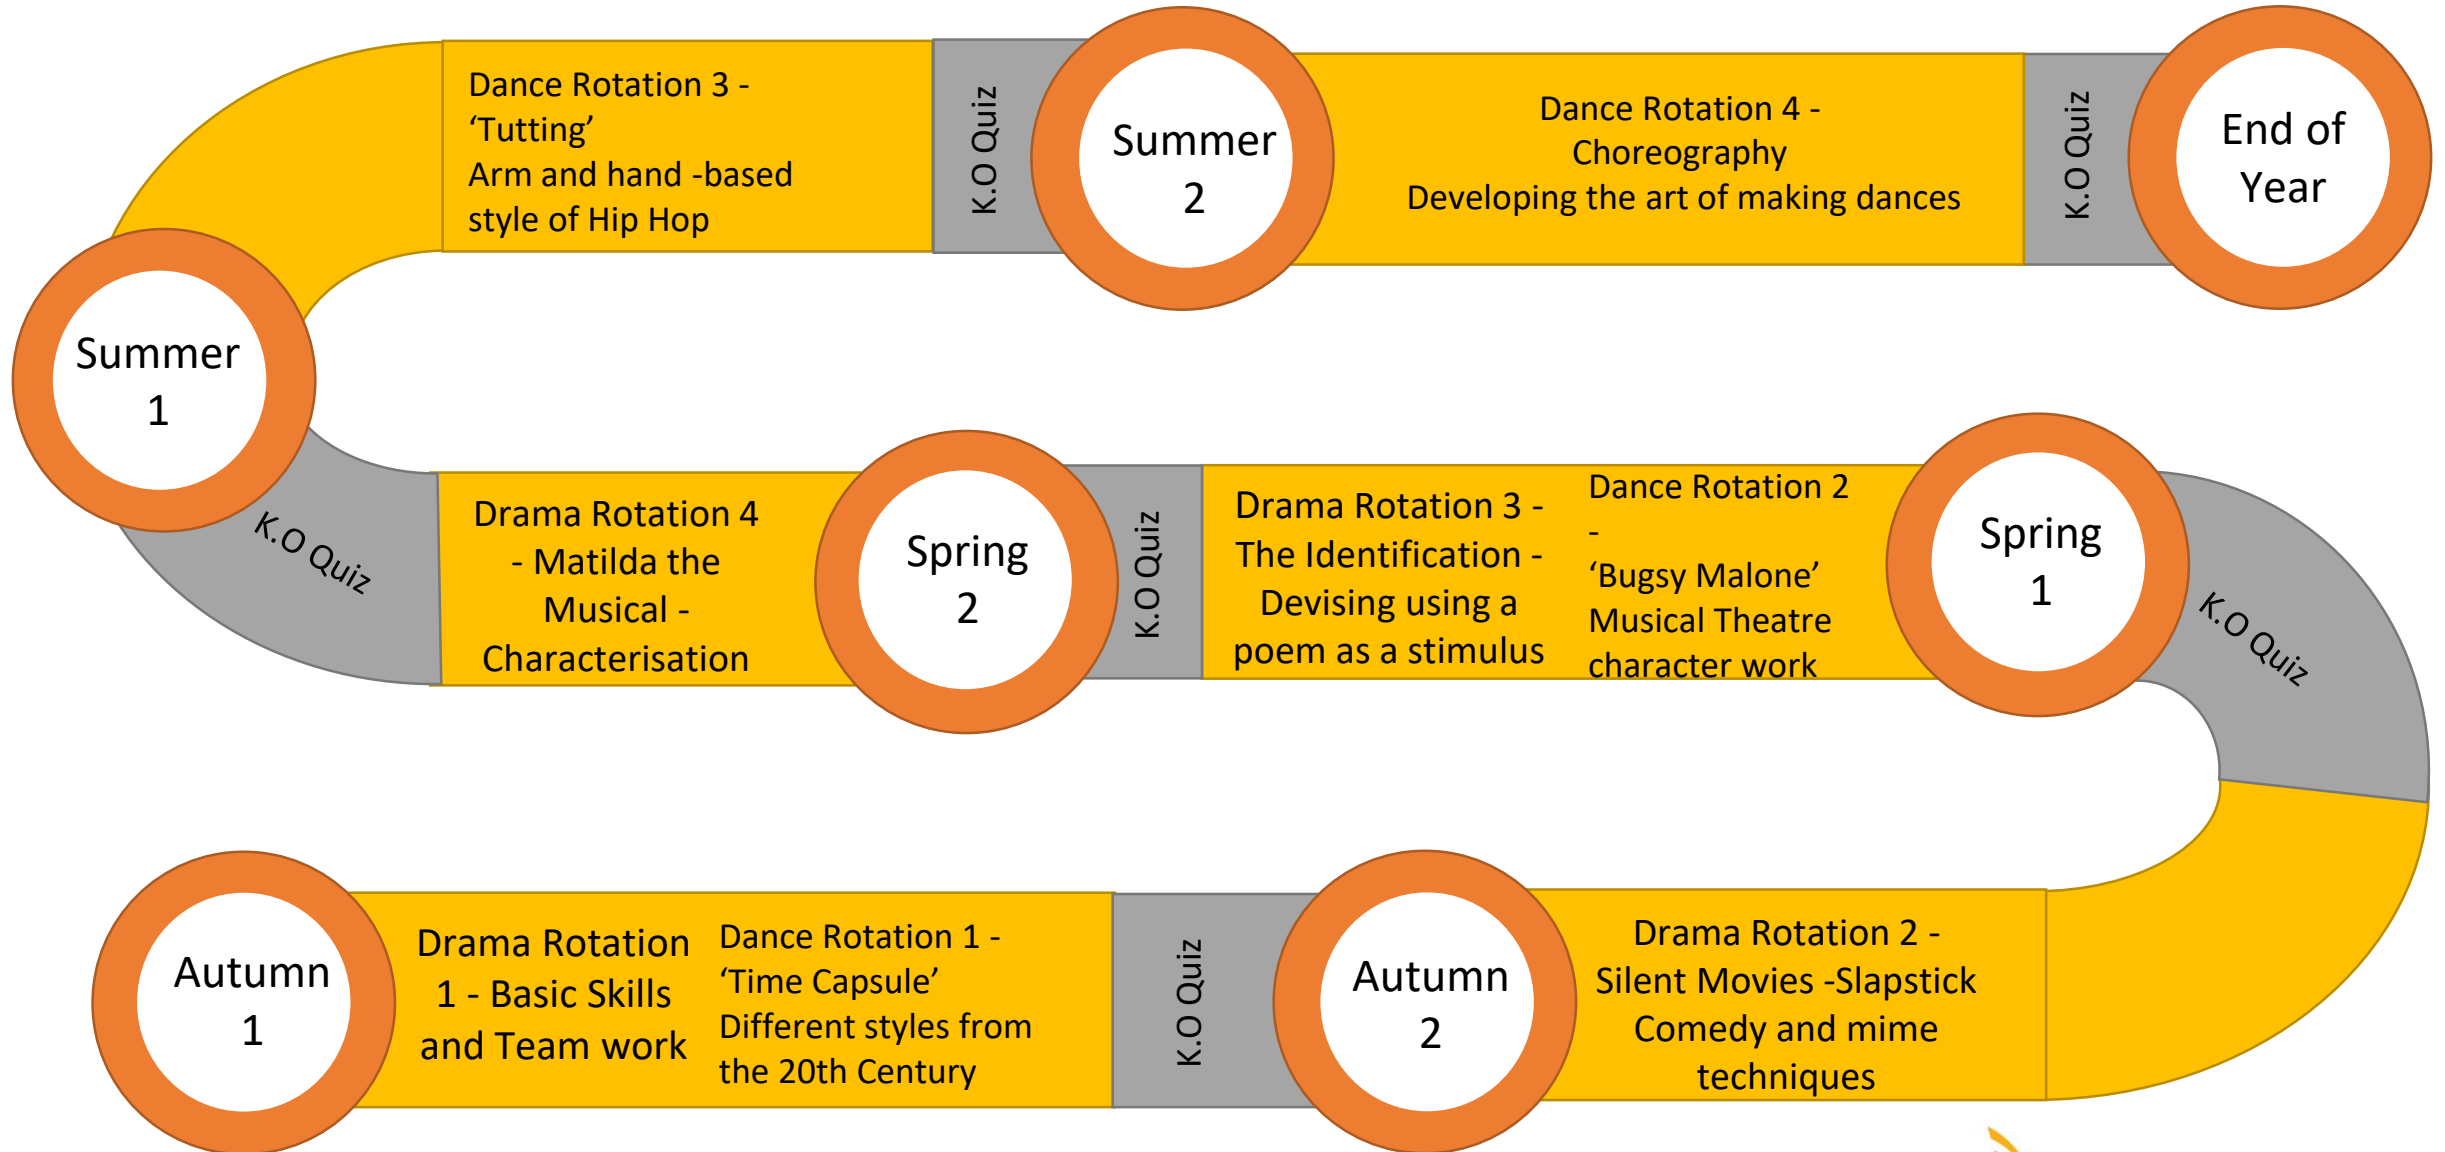 Dance Rotation 3 -
‘Tutting’
Arm and hand -based
style of Hip Hop
K.O Quiz
Summer
2
Dance Rotation 4 -
Choreography
Developing the art of making dances
K.O Quiz
End of
Year
Summer
1
K.O Quiz
Drama Rotation 4
- Matilda the
Musical -
Characterisation
Spring
2
K.O Quiz
Drama Rotation 3 -
The Identification -
Devising using a
poem as a stimulus
Dance Rotation 2
-
‘Bugsy Malone’
Musical Theatre
character work
Spring
1
K.O Quiz
Autumn
1
Drama Rotation
1 - Basic Skills
and Team work
Dance Rotation 1 -
‘Time Capsule’
Different styles from
the 20th Century
K.O Quiz
Autumn
2
Drama Rotation 2 -
Silent Movies -Slapstick
Comedy and mime
techniques